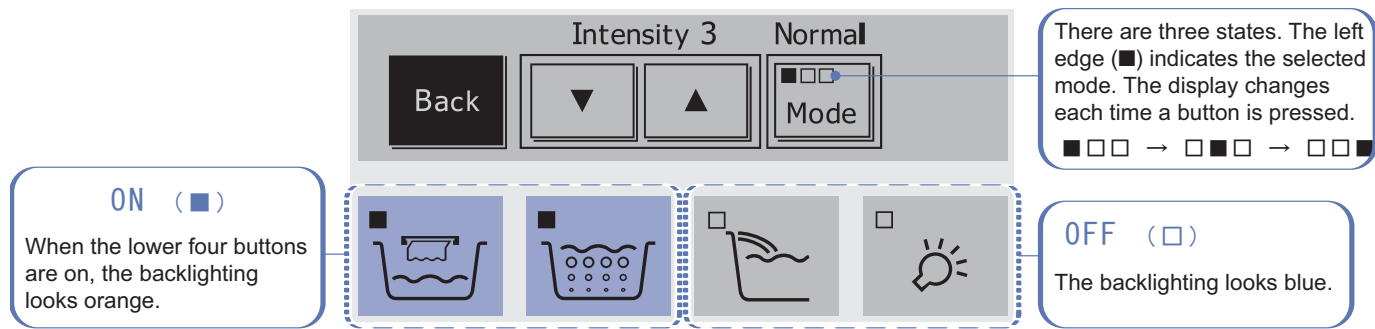 Intensity 3 Normal
Back ▼ ▲ ■□□
Mode
There are three states. The left
edge (■) indicates the selected
mode. The display changes
each time a button is pressed.
■□□ → □■□ → □□■
ON (■)
When the lower four buttons
are on, the backlighting
looks orange.
OFF (□)
The backlighting looks blue.